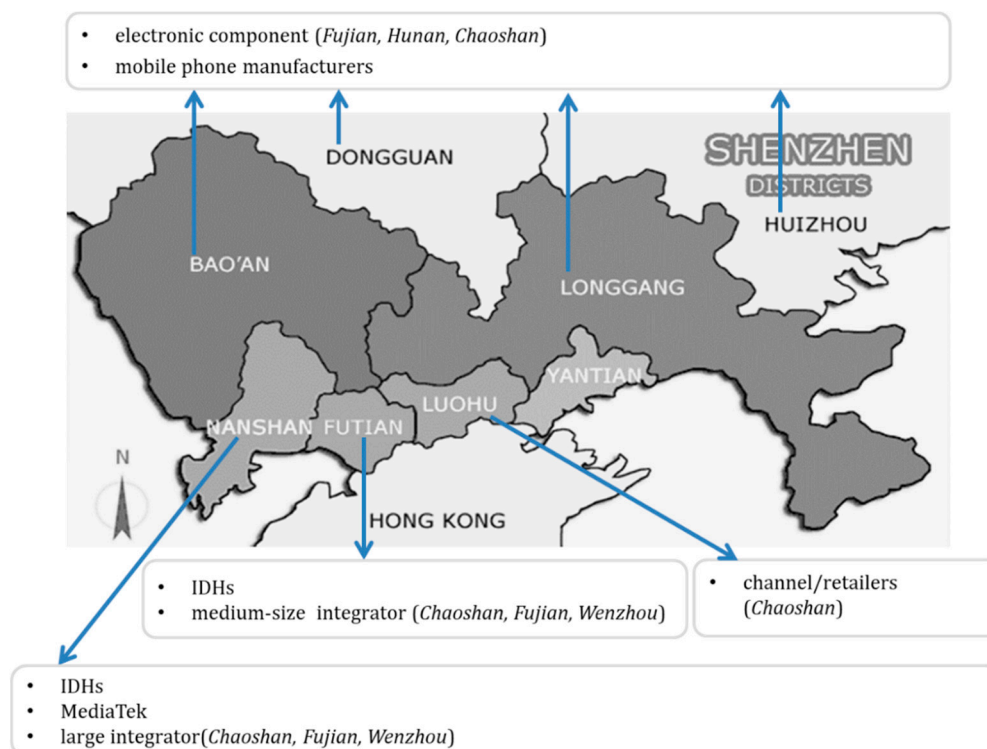 • electronic component (Fujian, Hunan, Chaoshan)
• mobile phone manufacturers
DONGGUAN
SHENZHEN
DISTRICTS
HUIZHOU
BAO'AN
LONGGANG
YANTIAN
LUOHU
NANSHAN
FUTIAN
N
HONG KONG
• IDHs
• medium-size integrator (Chaoshan, Fujian, Wenzhou)
• channel/retailers
(Chaoshan)
• IDHs
• MediaTek
• large integrator(Chaoshan, Fujian, Wenzhou)